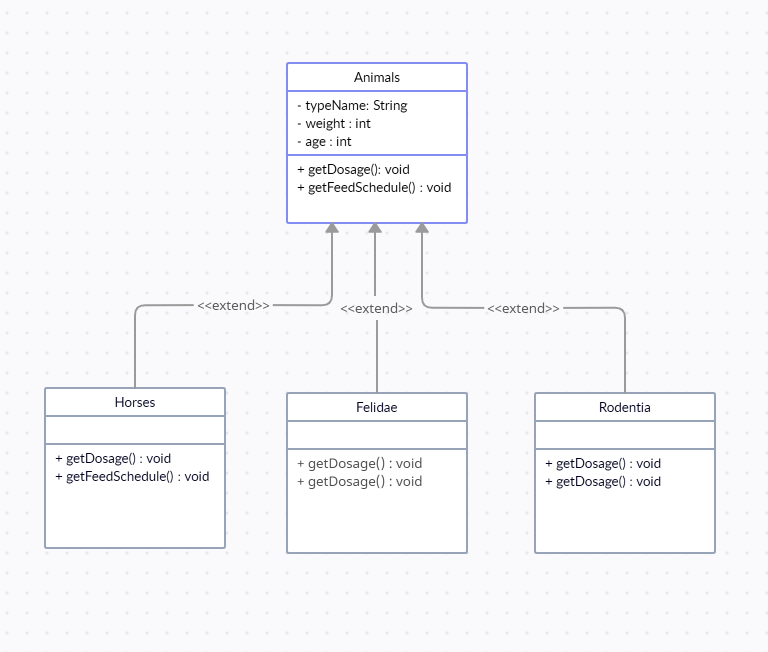 Animals
- typeName: String
- weight : int
- age : int
+ getDosage(): void
+ getFeedSchedule() : void
<<extend>>
<<extend>>
<<extend>>
Horses
+ getDosage() : void
+ getFeedSchedule() : void
Felidae
+ getDosage() : void
+ getDosage() : void
Rodentia
+ getDosage() : void
+ getDosage() : void